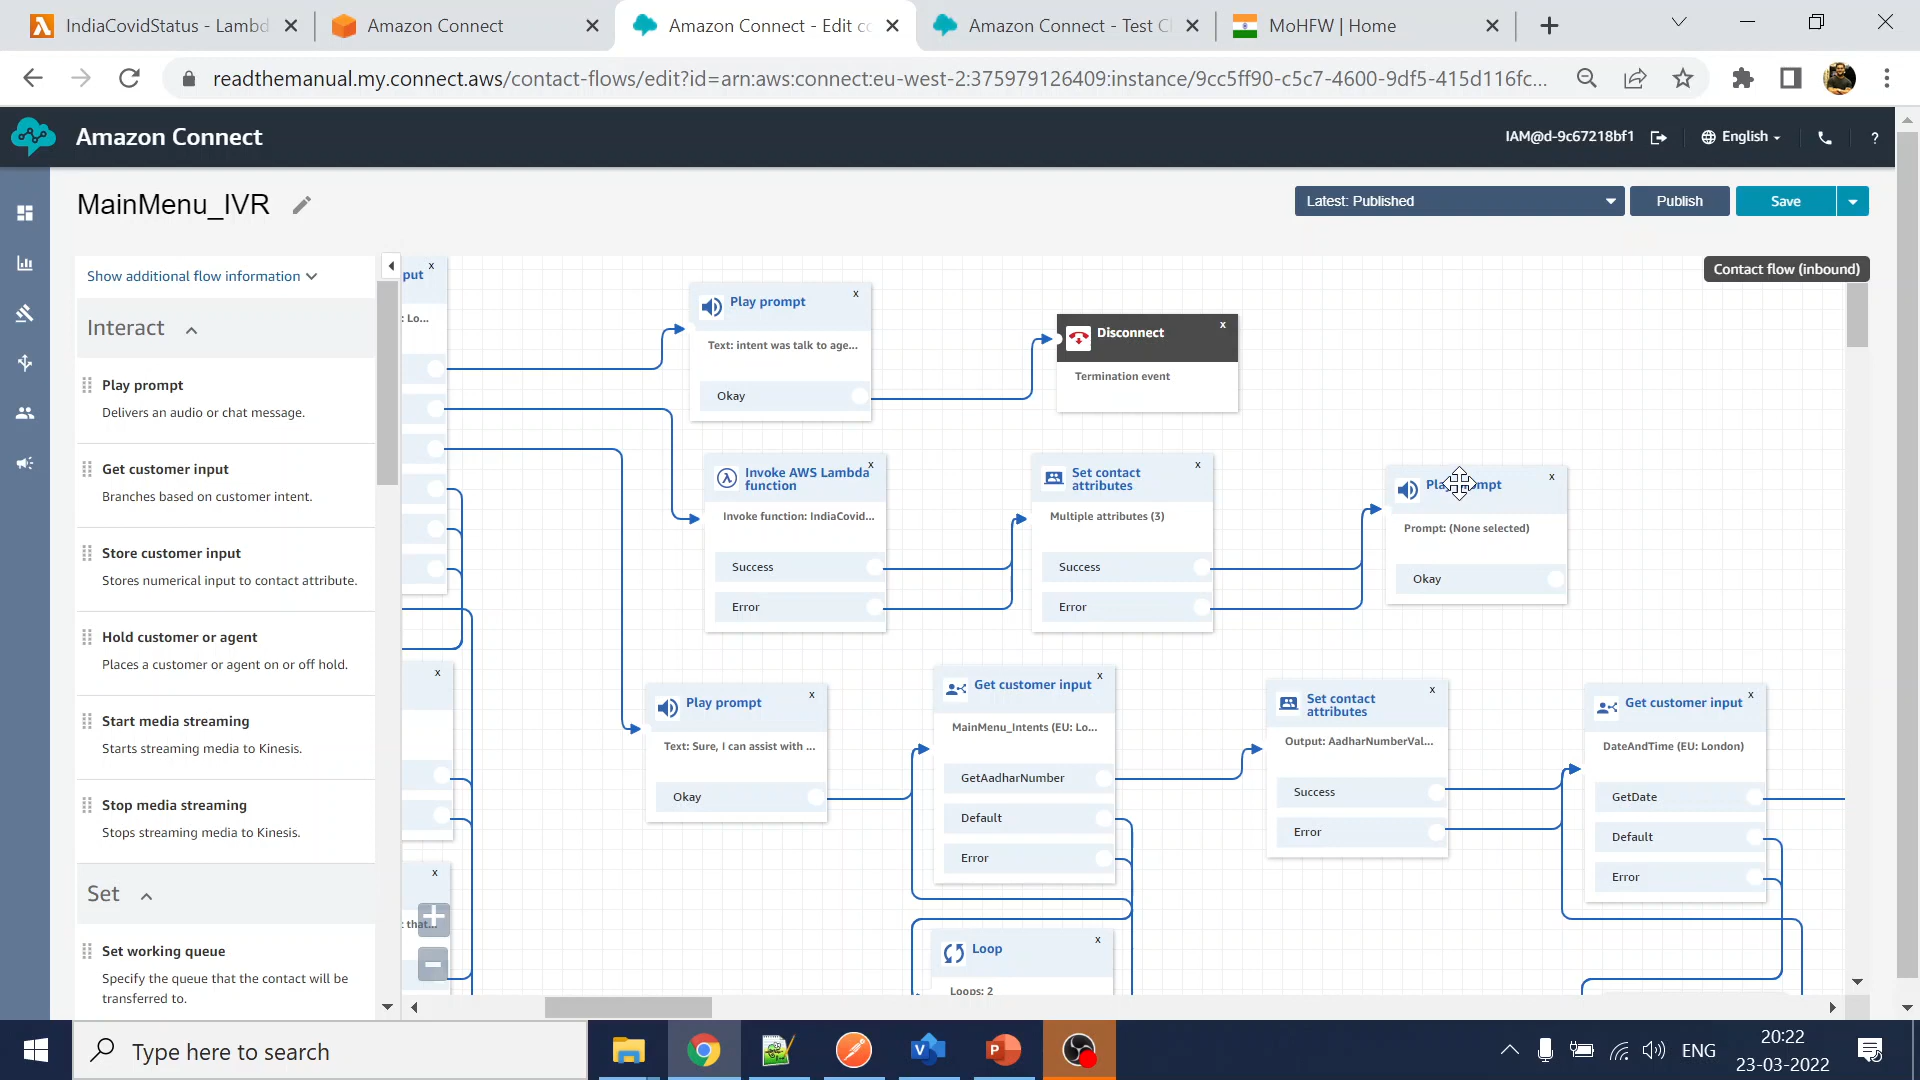 IndiaCovidStatus - Lambd
Amazon Connect
Amazon Connect - Edit co
Amazon Connect - Test C
MoHFW | Home
readthemanual.my.connect.aws/contact-flows/edit?id=arn:aws:connect:eu-west-2:375979126409:instance/9cc5ff90-c5c7-4600-9df5-415d116fc...
Amazon Connect
IAM@d-9c67218bf1
English
?
MainMenu_IVR
Latest: Published
Publish
Save
Show additional flow information
Contact flow (inbound)
Interact
Play prompt
Delivers an audio or chat message.
Get customer input
Branches based on customer intent.
Store customer input
Stores numerical input to contact attribute.
Hold customer or agent
Places a customer or agent on or off hold.
Start media streaming
Starts streaming media to Kinesis.
Stop media streaming
Stops streaming media to Kinesis.
Set
Set working queue
Specify the queue that the contact will be
transferred to.
put
: Lo...
Play prompt
Text: intent was talk to age...
Okay
Disconnect
Termination event
Invoke AWS Lambda
function
Invoke function: IndiaCovid...
Success
Error
Set contact
attributes
Multiple attributes (3)
Success
Error
Prompt: (None selected)
Okay
Play prompt
Text: Sure, I can assist with ...
Okay
Get customer input
MainMenu_Intents (EU: Lo...
GetAadharNumber
Default
Error
Set contact
attributes
Output: AadharNumberVal...
Success
Error
Get customer input
DateAndTime (EU: London)
GetDate
Default
Error
: that...
Loop
Loops: 2
Type here to search
ENG
20:22
23-03-2022